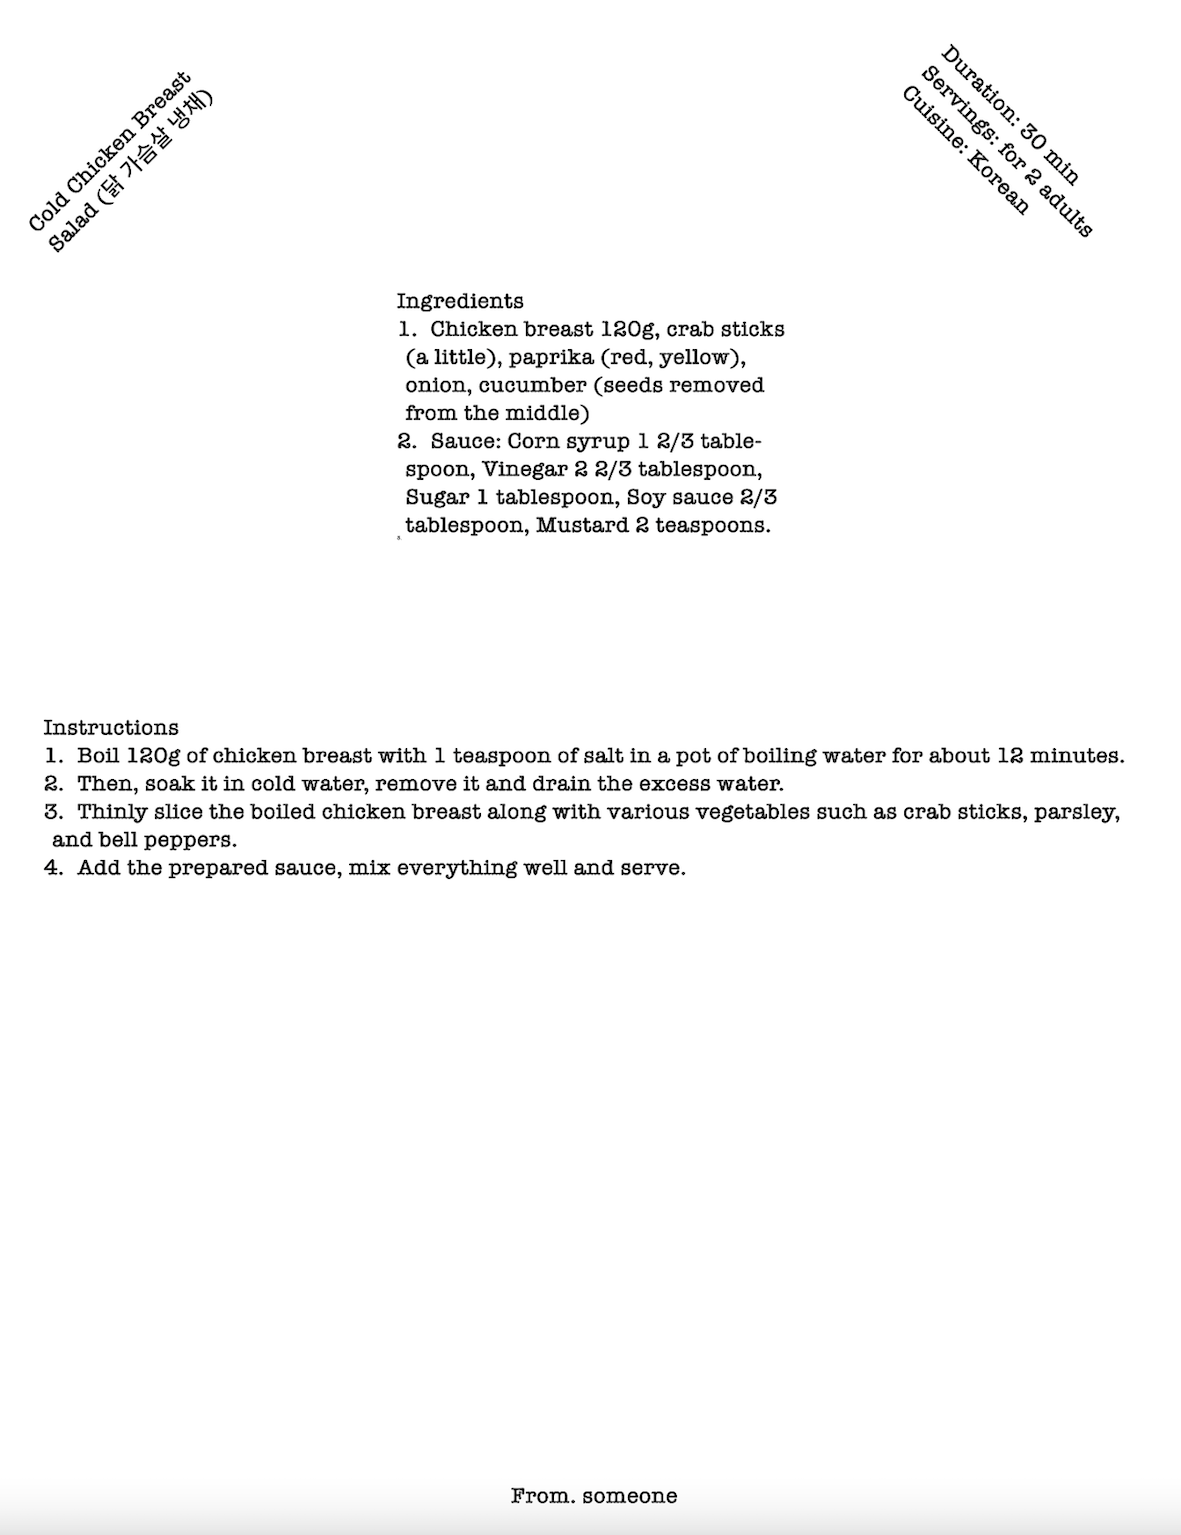 Cold Chicken Breast
Salad (닭 가슴살 냉채)
Duration: 30 min
Servings: for 2 adults
Cuisine: Korean
Ingredients
1. Chicken breast 120g, crab sticks
(a little), paprika (red, yellow),
onion, cucumber (seeds removed
from the middle)
2. Sauce: Corn syrup 1 2/3 table-
spoon, Vinegar 2 2/3 tablespoon,
Sugar 1 tablespoon, Soy sauce 2/3
tablespoon, Mustard 2 teaspoons.
Instructions
1. Boil 120g of chicken breast with 1 teaspoon of salt in a pot of boiling water for about 12 minutes.
2. Then, soak it in cold water, remove it and drain the excess water.
3. Thinly slice the boiled chicken breast along with various vegetables such as crab sticks, parsley,
and bell peppers.
4. Add the prepared sauce, mix everything well and serve.
From. someone